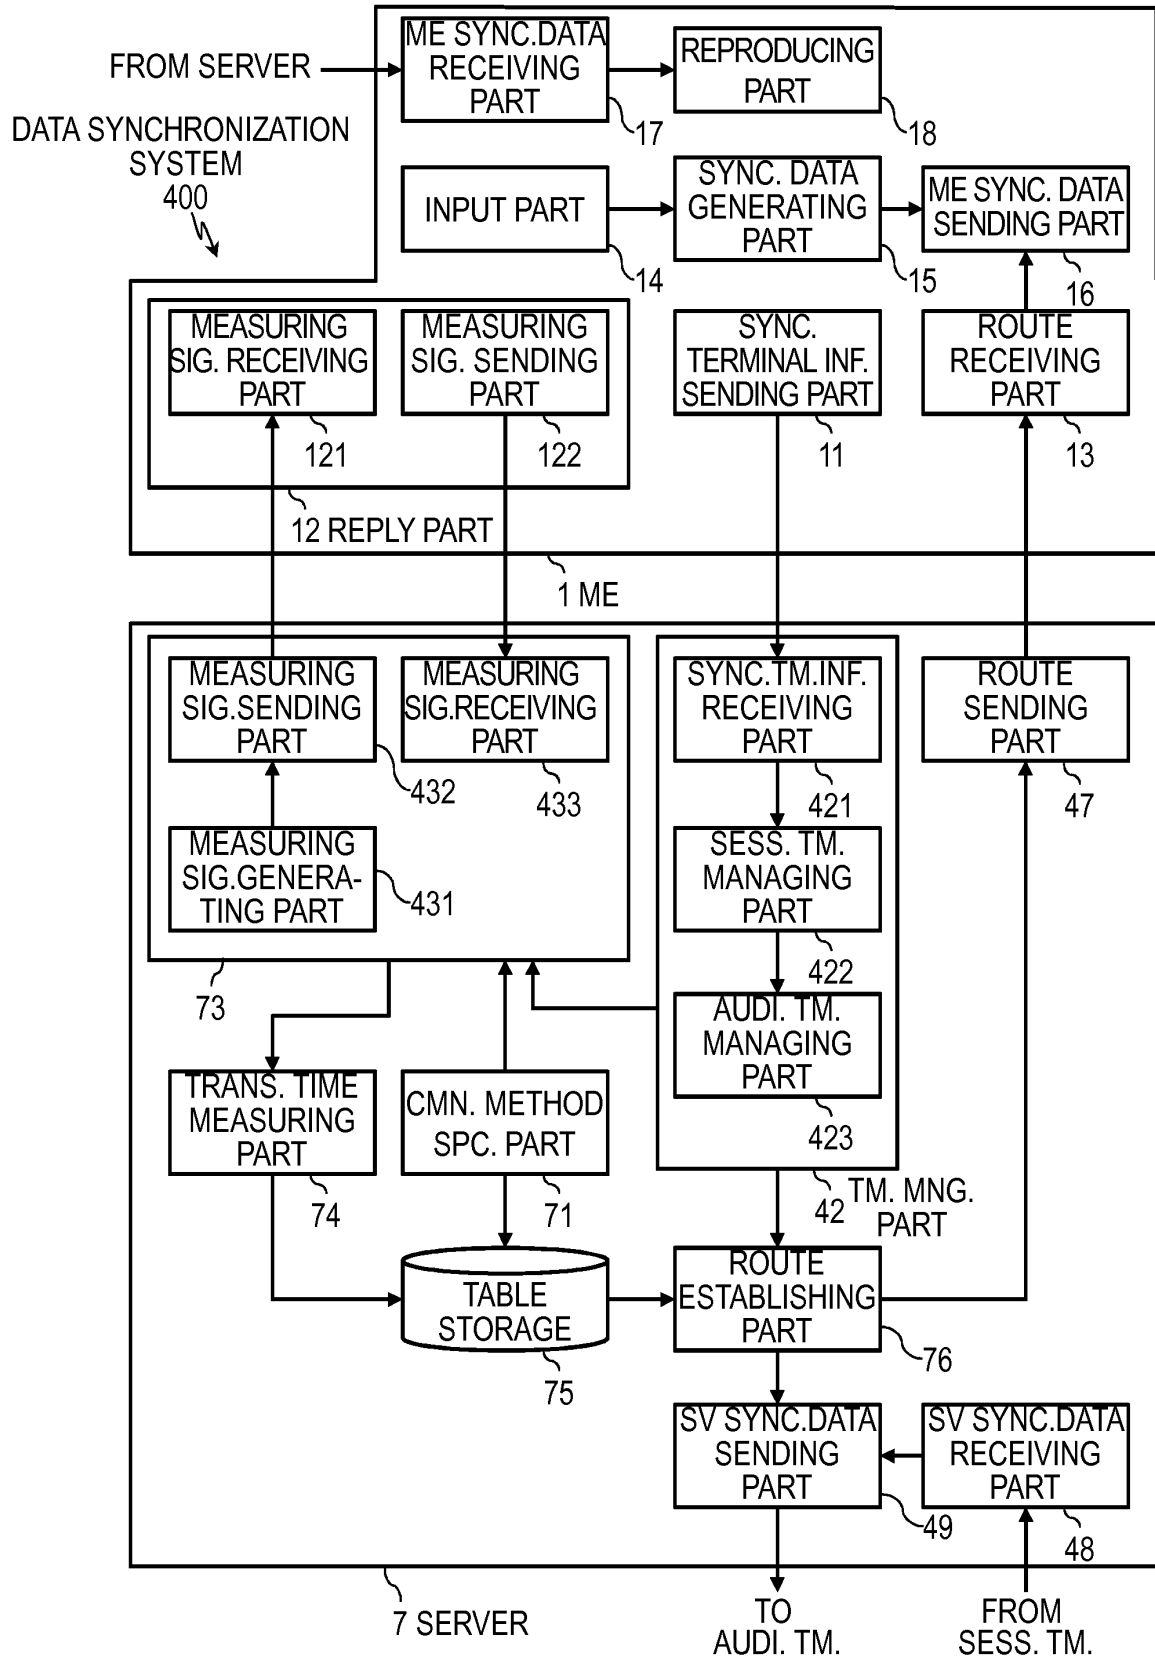 FROM SERVER
ME SYNC.DATA
RECEIVING
PART
17
REPRODUCING
PART
18
DATA SYNCHRONIZATION
SYSTEM
400
INPUT PART
14
SYNC. DATA
GENERATING
PART
15
ME SYNC. DATA
SENDING PART
16
MEASURING
SIG. RECEIVING
PART
121
MEASURING
SIG. SENDING
PART
122
SYNC.
TERMINAL INF.
SENDING PART
11
ROUTE
RECEIVING
PART
13
12 REPLY PART
1 ME
MEASURING
SIG.SENDING
PART
432
MEASURING
SIG.RECEIVING
PART
433
SYNC.TM.INF.
RECEIVING
PART
421
ROUTE
SENDING
PART
47
MEASURING
SIG.GENERA-
TING PART
431
SESS. TM.
MANAGING
PART
422
73
AUDI. TM.
MANAGING
PART
423
TRANS. TIME
MEASURING
PART
74
CMN. METHOD
SPC. PART
71
42 TM. MNG.
PART
TABLE
STORAGE
75
ROUTE
ESTABLISHING
PART
76
SV SYNC.DATA
SENDING
PART
49
SV SYNC.DATA
RECEIVING
PART
48
7 SERVER
TO
AUDI. TM.
FROM
SESS. TM.